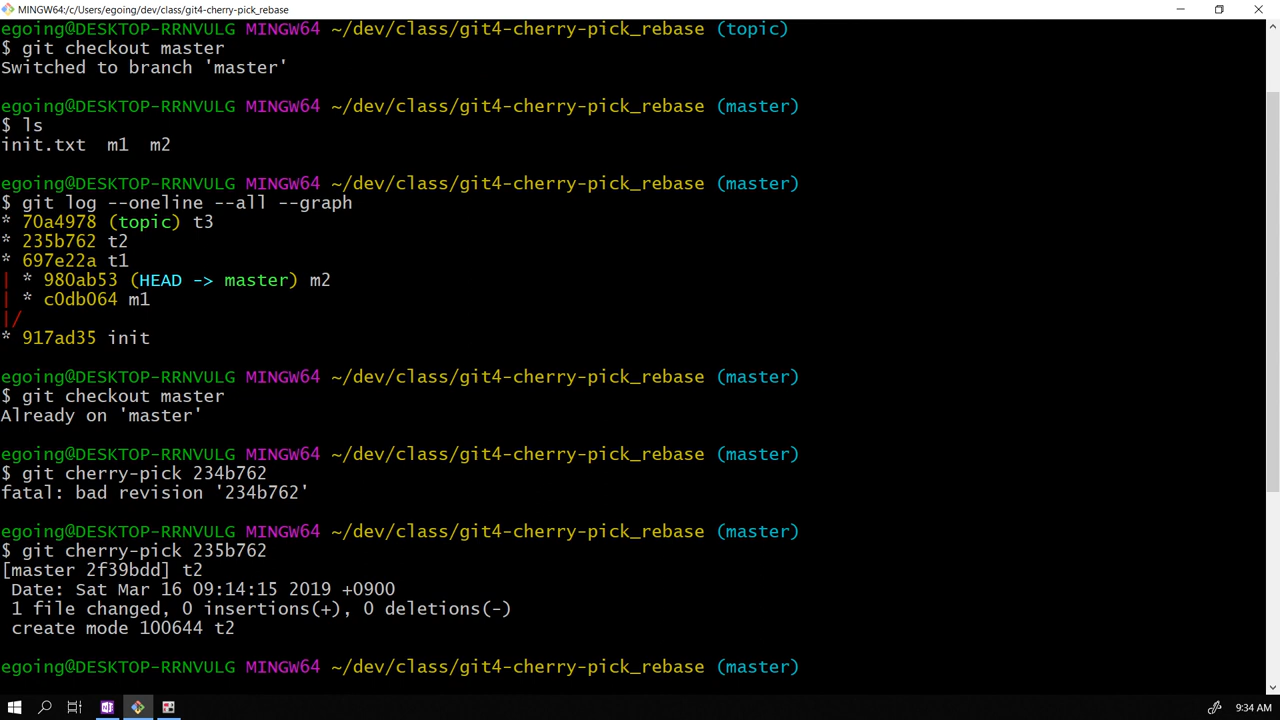 MINGW64:/c/Users/egoing/dev/class/git4-cherry-pick_rebase
egoing@DESKTOP-RRNVULG MINGW64 ~/dev/class/git4-cherry-pick_rebase (topic)
$ git checkout master
Switched to branch 'master'
egoing@DESKTOP-RRNVULG MINGW64 ~/dev/class/git4-cherry-pick_rebase (master)
$ ls
init.txt  m1  m2
egoing@DESKTOP-RRNVULG MINGW64 ~/dev/class/git4-cherry-pick_rebase (master)
$ git log --oneline --all --graph
* 70a4978 (topic) t3
* 235b762 t2
* 697e22a t1
| * 980ab53 (HEAD -> master) m2
| * c0db064 m1
|/
* 917ad35 init
egoing@DESKTOP-RRNVULG MINGW64 ~/dev/class/git4-cherry-pick_rebase (master)
$ git checkout master
Already on 'master'
egoing@DESKTOP-RRNVULG MINGW64 ~/dev/class/git4-cherry-pick_rebase (master)
$ git cherry-pick 234b762
fatal: bad revision '234b762'
egoing@DESKTOP-RRNVULG MINGW64 ~/dev/class/git4-cherry-pick_rebase (master)
$ git cherry-pick 235b762
[master 2f39bdd] t2
 Date: Sat Mar 16 09:14:15 2019 +0900
 1 file changed, 0 insertions(+), 0 deletions(-)
 create mode 100644 t2
egoing@DESKTOP-RRNVULG MINGW64 ~/dev/class/git4-cherry-pick_rebase (master)
9:34 AM